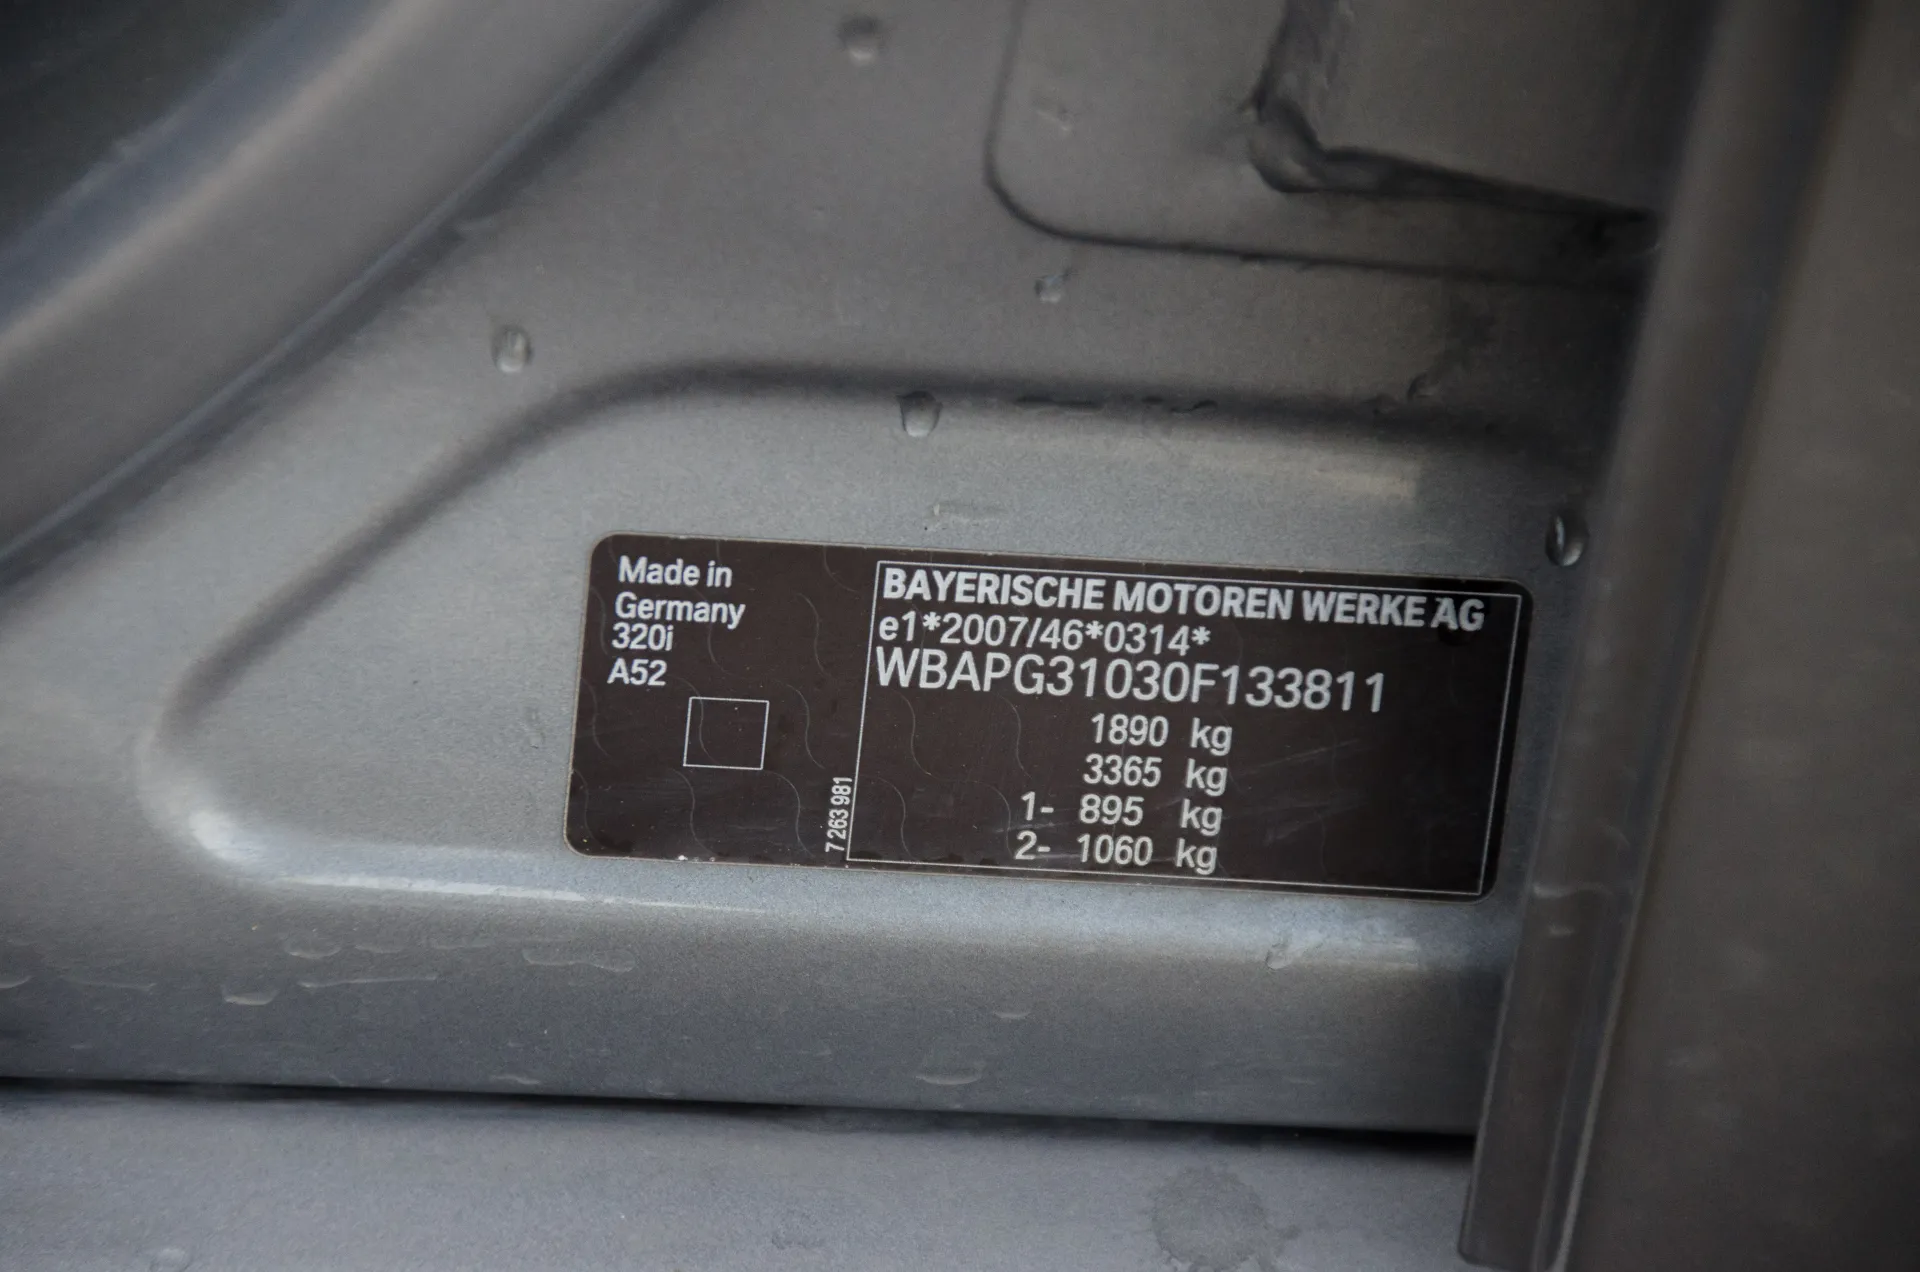 Made in
Germany
320i
A52
7 263 981
BAYERISCHE MOTOREN WERKE AG
e1*2007/46*0314*
WBAPG31030F133811
1890 kg
3365 kg
1- 895 kg
2- 1060 kg